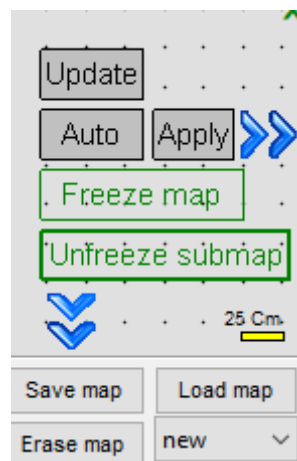 Update
Auto Apply
Freeze map
Unfreeze submap
25 Cm
Save map Load map
Erase map new